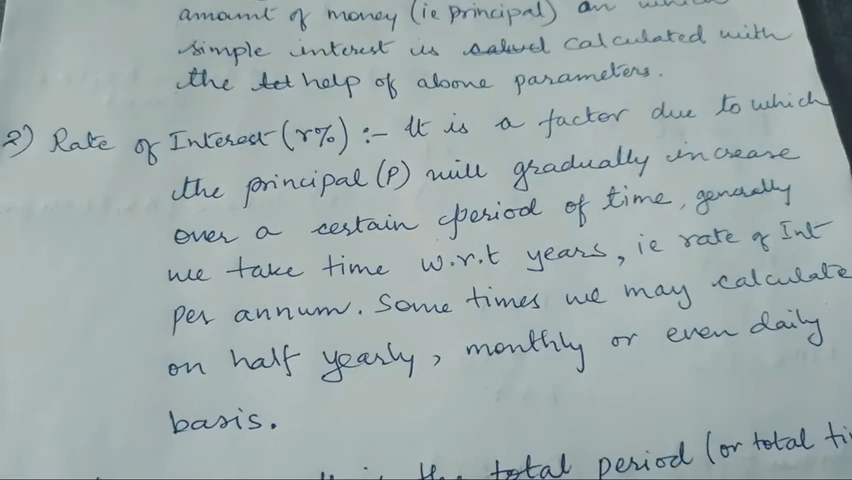 amount of money (ie principal) on which
simple interest is calculated with
the help of above parameters.
2) Rate of Interest (r%) :- It is a factor due to which
the principal (P) will gradually increase
over a certain period of time, generally
we take time w.r.t years, ie rate of Int
per annum. Some times we may calculate
on half yearly, monthly or even daily
basis.
the total period (or total ti